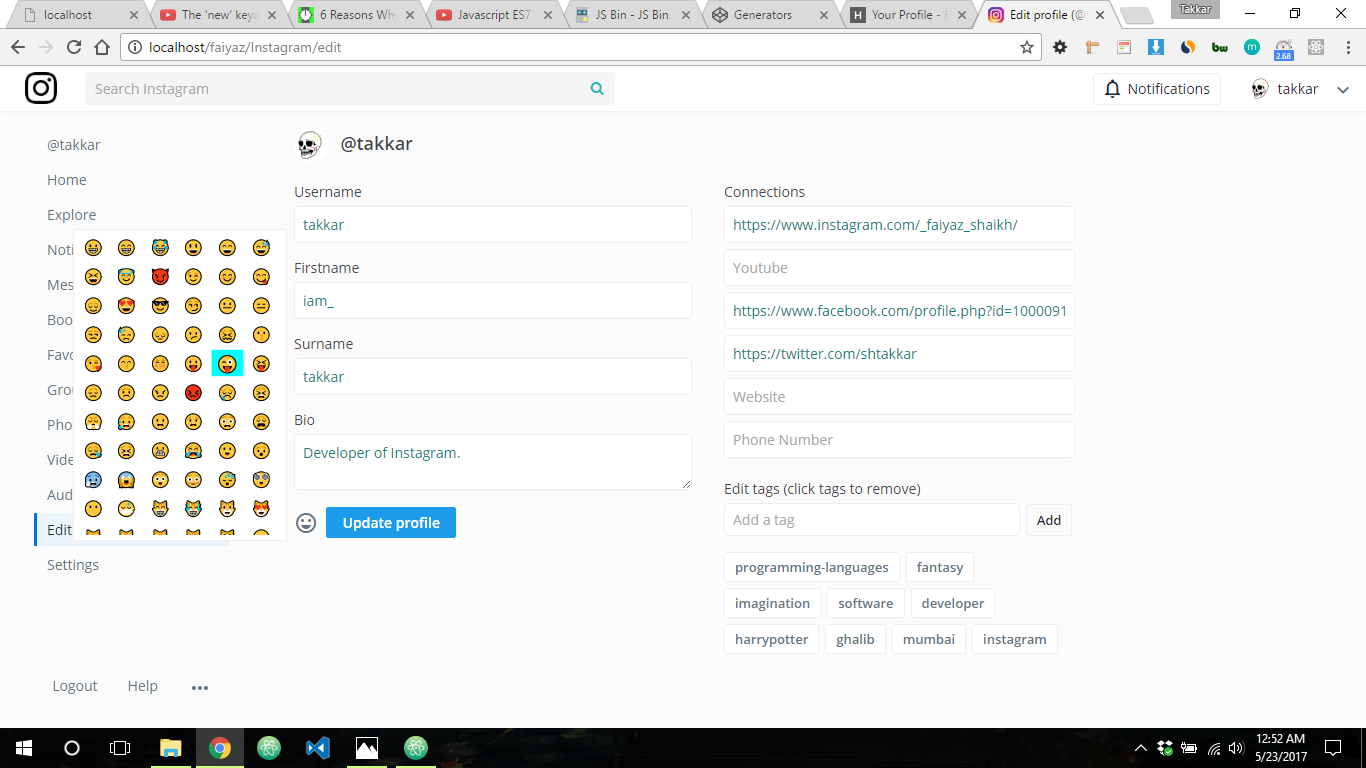 localhost
The 'new' keyw
6 Reasons Why
Javascript ES7
JS Bin - JS Bin
Generators
Your Profile - H
Edit profile (@
Takkar
localhost/faiyaz/Instagram/edit
bw
m
2.68
Search Instagram
Notifications
takkar
@takkar
Home
Explore
Noti
Mes
Boo
Favo
Grou
Pho
Vide
Aud
Edit
Settings
Logout
Help
@takkar
Username
takkar
Firstname
iam_
Surname
takkar
Bio
Developer of Instagram.
Update profile
Connections
https://www.instagram.com/_faiyaz_shaikh/
Youtube
https://www.facebook.com/profile.php?id=1000091
https://twitter.com/shtakkar
Website
Phone Number
Edit tags (click tags to remove)
Add a tag
Add
programming-languages fantasy
imagination software developer
harrypotter ghalib mumbai instagram
12:52 AM
5/23/2017